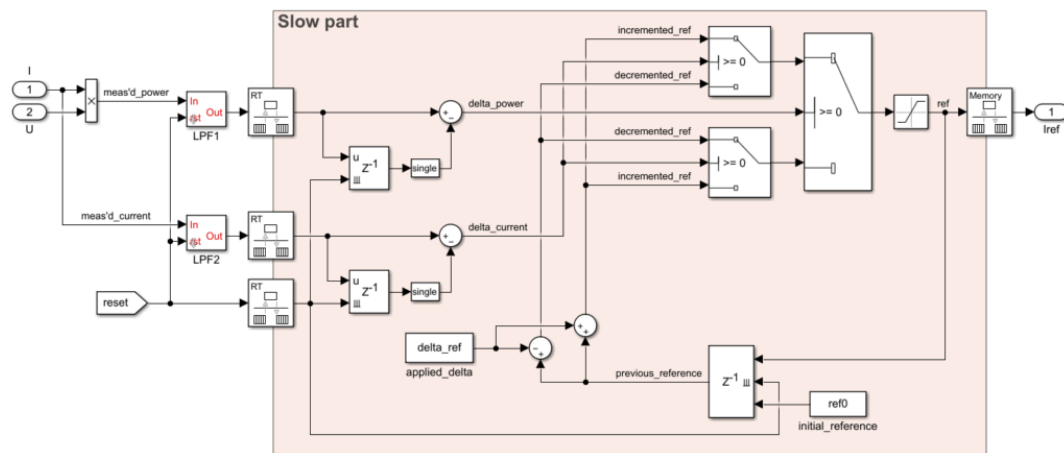 Slow part
I
1
2
U
×
meas'd_power
In
rst
Out
LPF1
RT
delta_power
+
−
u
Z-1
single
meas'd_current
In
rst
Out
LPF2
RT
delta_current
+
−
u
Z-1
single
reset
RT
incremented_ref
>= 0
decremented_ref
decremented_ref
>= 0
incremented_ref
>= 0
ref
Memory
1
Iref
delta_ref
applied_delta
+
+
−
+
previous_reference
Z-1
ref0
initial_reference